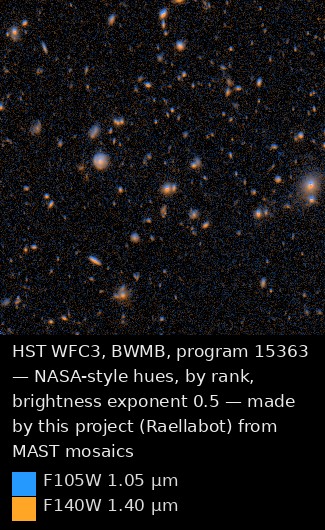 HST WFC3, BWMB, program 15363
— NASA-style hues, by rank,
brightness exponent 0.5 — made
by this project (Raellabot) from
MAST mosaics
F105W 1.05 µm
F140W 1.40 µm